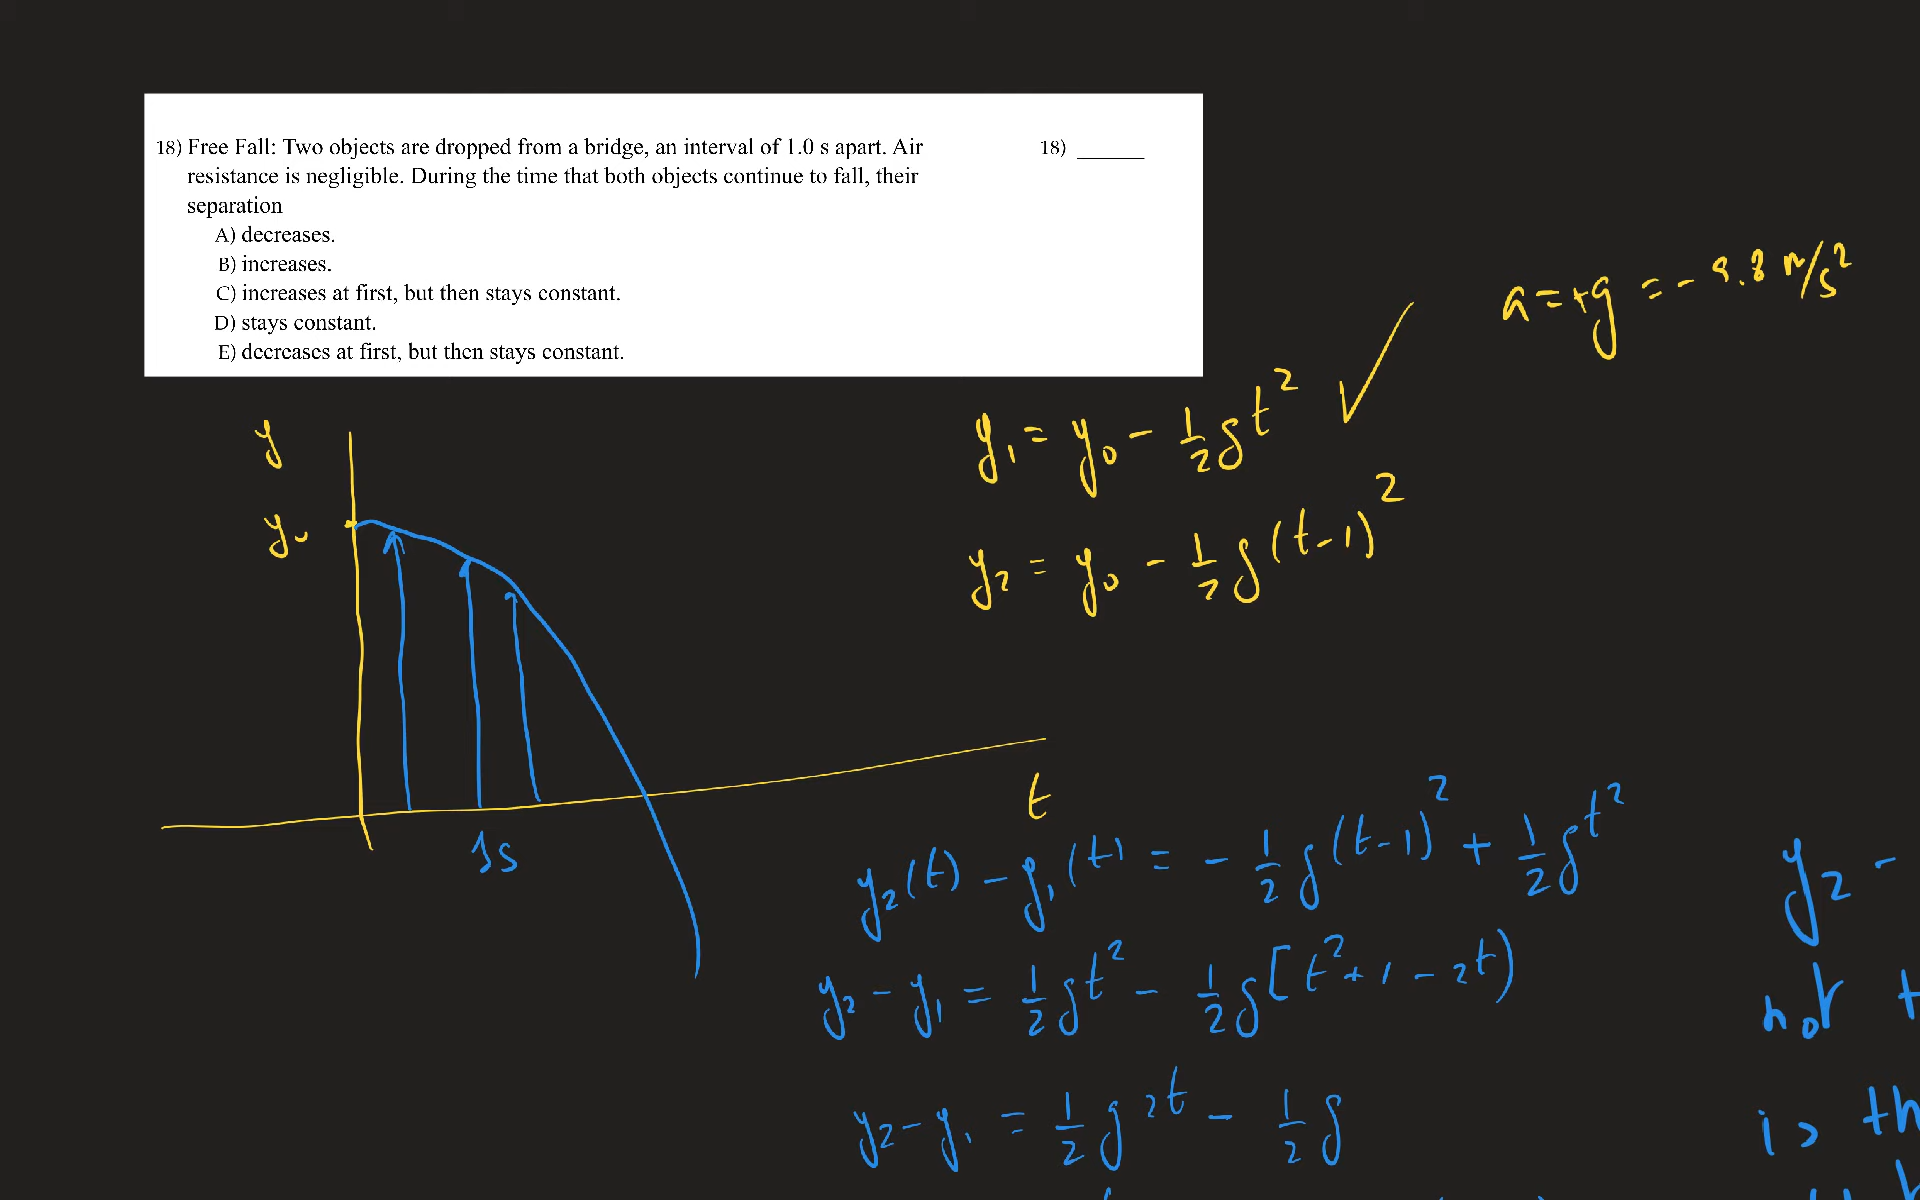 18) Free Fall: Two objects are dropped from a bridge, an interval of 1.0 s apart. Air 18) ______
resistance is negligible. During the time that both objects continue to fall, their
separation
A) decreases.
B) increases.
C) increases at first, but then stays constant.
D) stays constant.
E) decreases at first, but then stays constant.
a = +g = - 9.8 m/s²
y₁ = y₀ - ½gt² ✓
y₂ = y₀ - ½g(t-1)²
y
y₀
t
1s
y₂(t) - y₁(t) = - ½g(t-1)² + ½gt²
y₂ - y₁ = ½gt² - ½g[t² + 1 - 2t)
y₂ - y₁ = ½g 2t - ½g
y₂ -
not t
is th